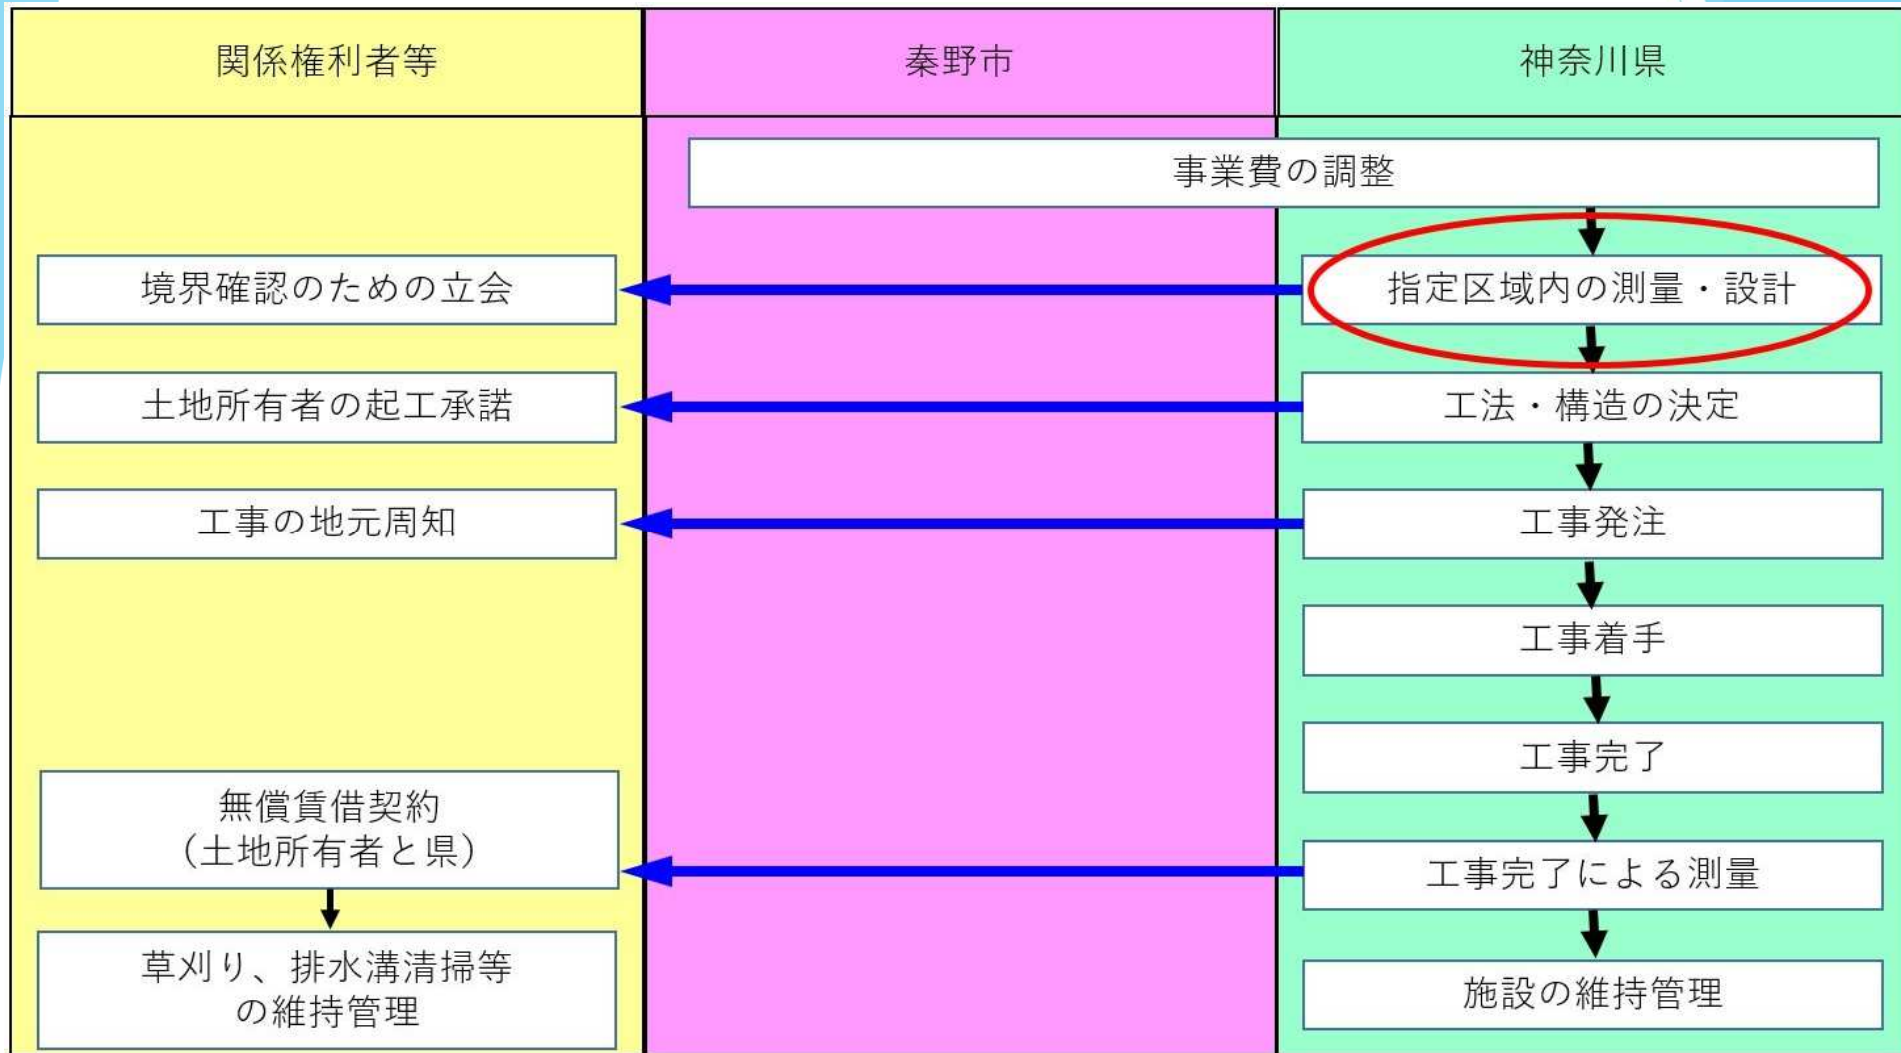 関係権利者等
秦野市
神奈川県
事業費の調整
境界確認のための立会
指定区域内の測量・設計
土地所有者の起工承諾
工法・構造の決定
工事の地元周知
工事発注
工事着手
工事完了
無償賃借契約
(土地所有者と県)
工事完了による測量
草刈り、排水溝清掃等
の維持管理
施設の維持管理